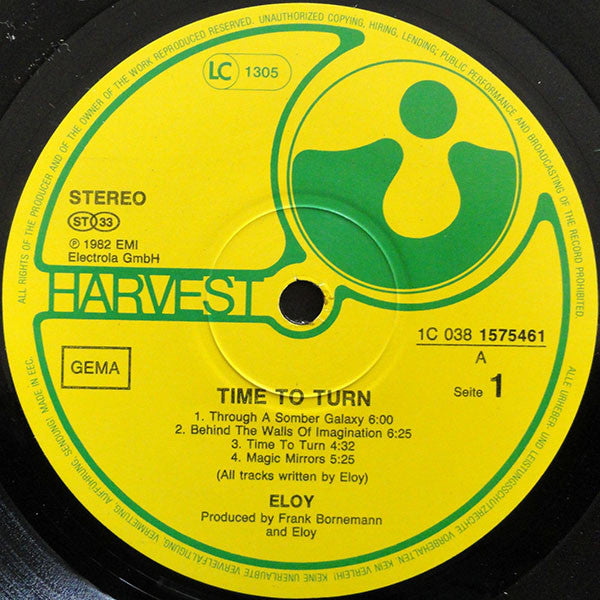 ALL RIGHTS OF THE PRODUCER AND OF THE OWNER OF THE WORK REPRODUCED RESERVED. UNAUTHORIZED COPYING, HIRING, LENDING, PUBLIC PERFORMANCE AND BROADCASTING OF THE RECORD PROHIBITED.
LC 1305
STEREO
ST 33
℗ 1982 EMI
Electrola GmbH
HARVEST
1C 038 1575461
A
Seite 1
GEMA
TIME TO TURN
1. Through A Somber Galaxy 6:00
2. Behind The Walls Of Imagination 6:25
3. Time To Turn 4:32
4. Magic Mirrors 5:25
(All tracks written by Eloy)
ELOY
Produced by Frank Bornemann
and Eloy
ALLE URHEBER- UND LEISTUNGSSCHUTZRECHTE VORBEHALTEN. KEIN VERLEIH! KEINE UNERLAUBTE VERVIELFÄLTIGUNG, VERMIETUNG, AUFFÜHRUNG, SENDUNG! MADE IN EEC.